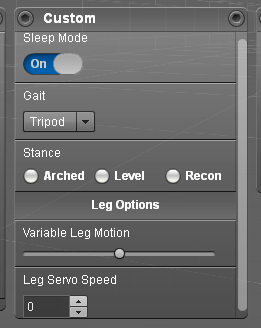 Custom
Sleep Mode
On
Gait
Tripod
Stance
Arched Level Recon
Leg Options
Variable Leg Motion
Leg Servo Speed
0